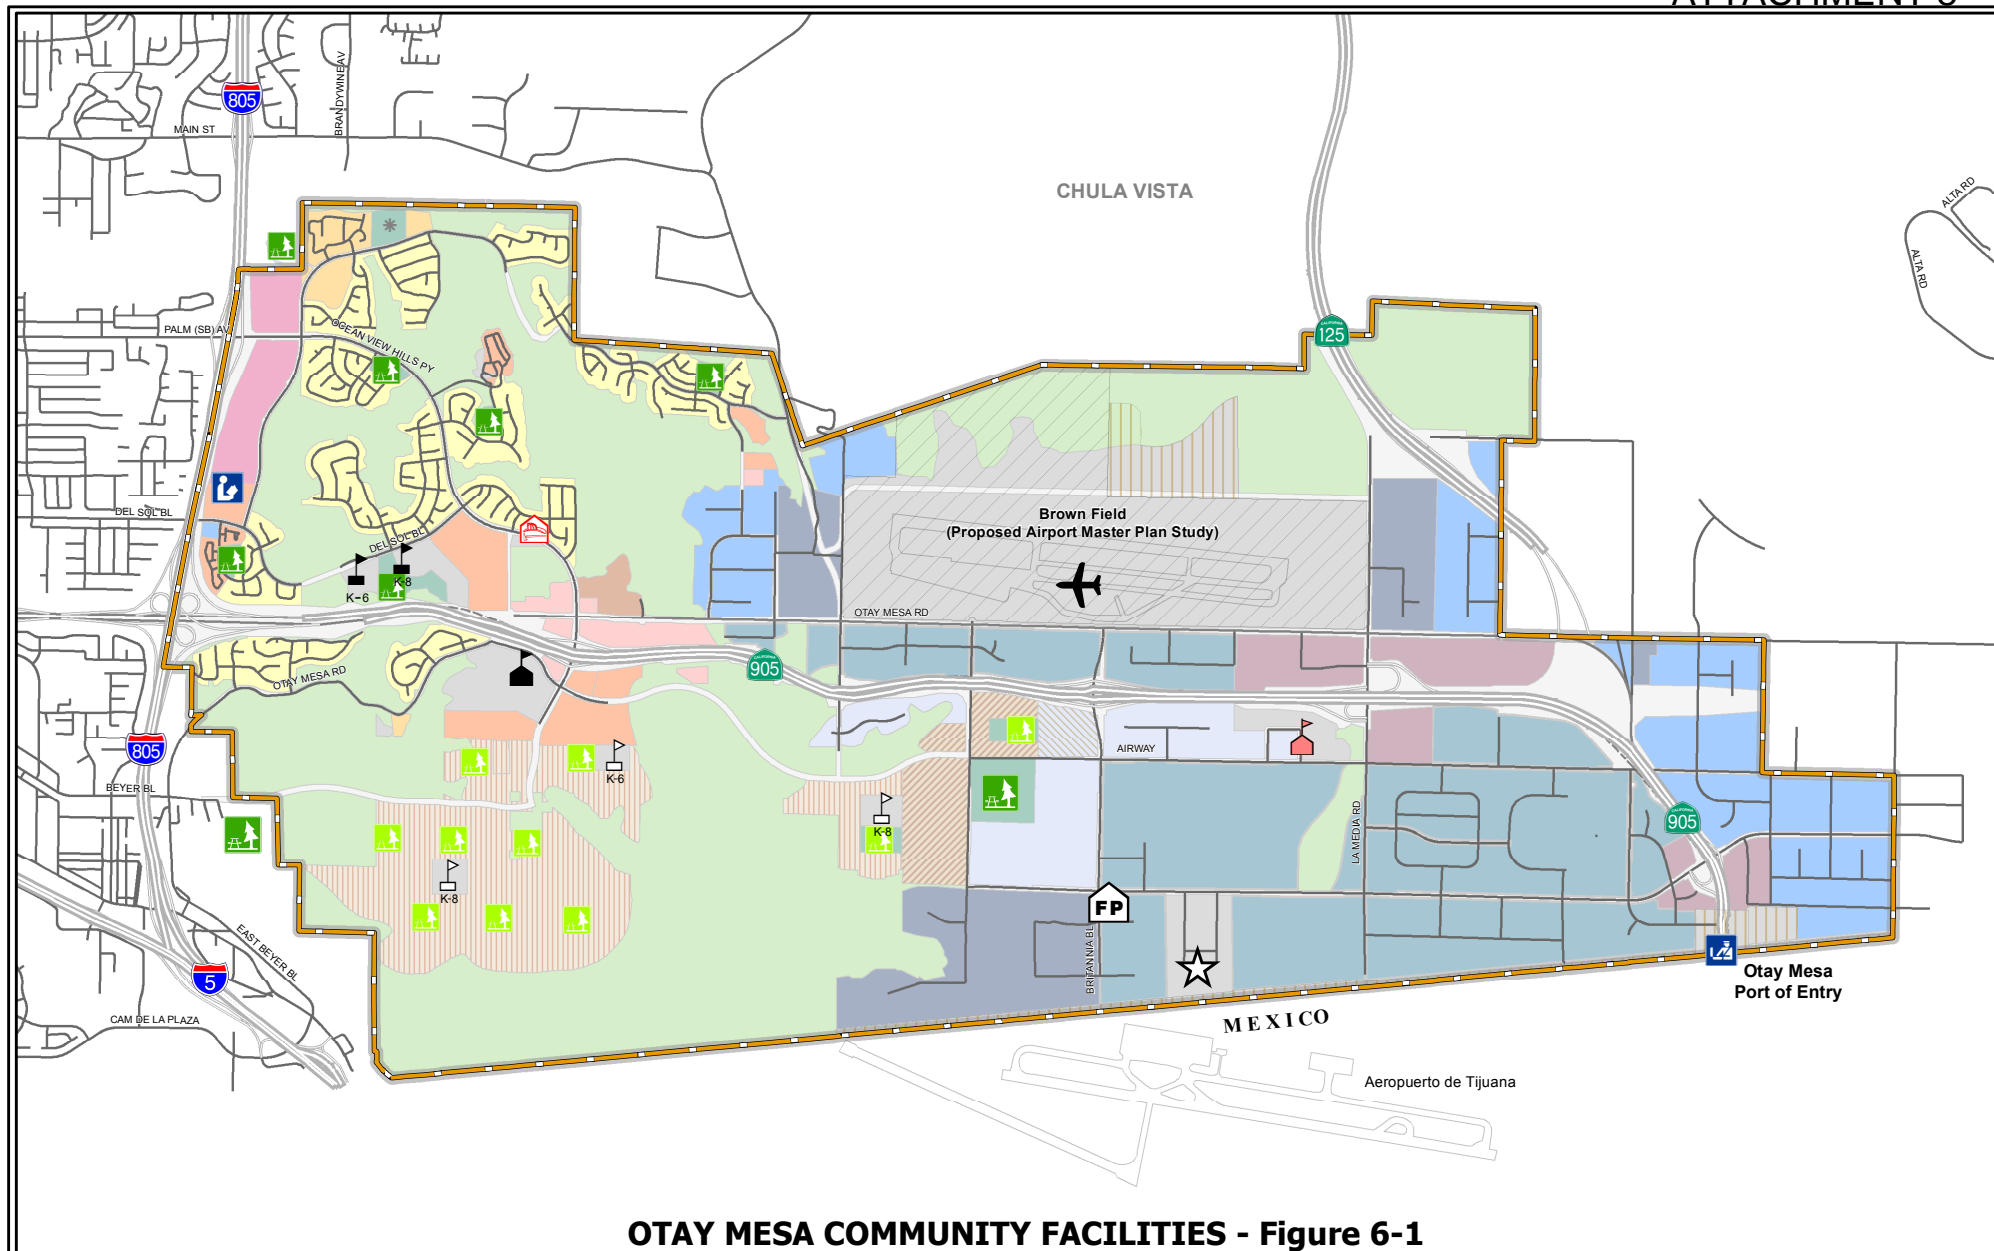 805
MAIN ST
BRANDYWINE AV
CHULA VISTA
ALTA RD
ALTA RD
PALM (SB) AV
OCEAN VIEW HILLS PY
CALIFORNIA
125
DEL SOL BL
DEL SOL BL
K-6
K-8
Brown Field
(Proposed Airport Master Plan Study)
OTAY MESA RD
OTAY MESA RD
CALIFORNIA
905
805
BEYER BL
K-6
AIRWAY
K-8
K-8
LA MEDIA RD
CALIFORNIA
905
FP
BRITANNIA BL
EAST BEYER BL
5
CAM DE LA PLAZA
Otay Mesa
Port of Entry
MEXICO
Aeropuerto de Tijuana
OTAY MESA COMMUNITY FACILITIES - Figure 6-1